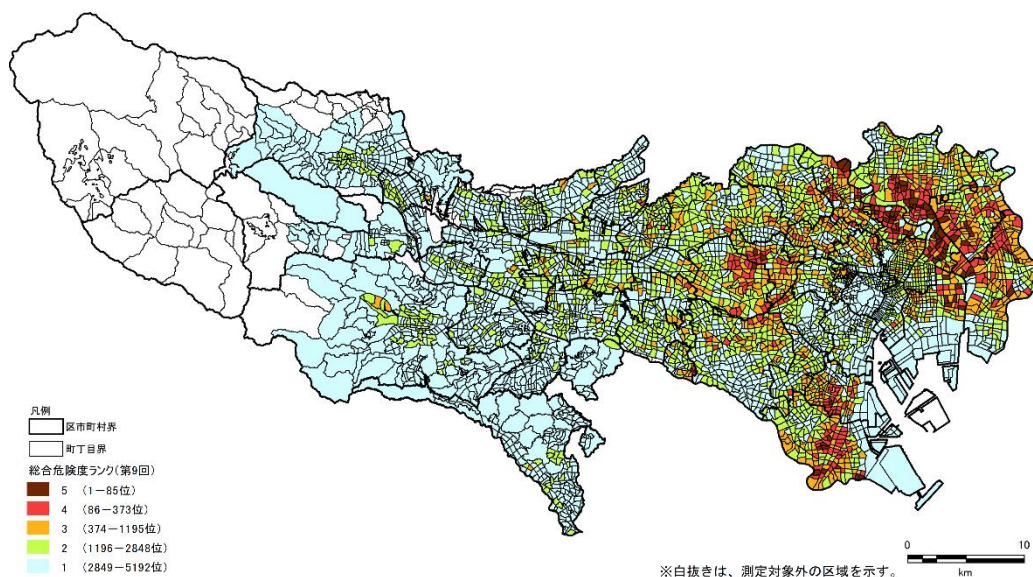 凡例
区市町村界
町丁目界
総合危険度ランク(第9回)
5 (1-85位)
4 (86-373位)
3 (374-1195位)
2 (1196-2848位)
1 (2849-5192位)
0 10
km
※白抜きは、測定対象外の区域を示す。